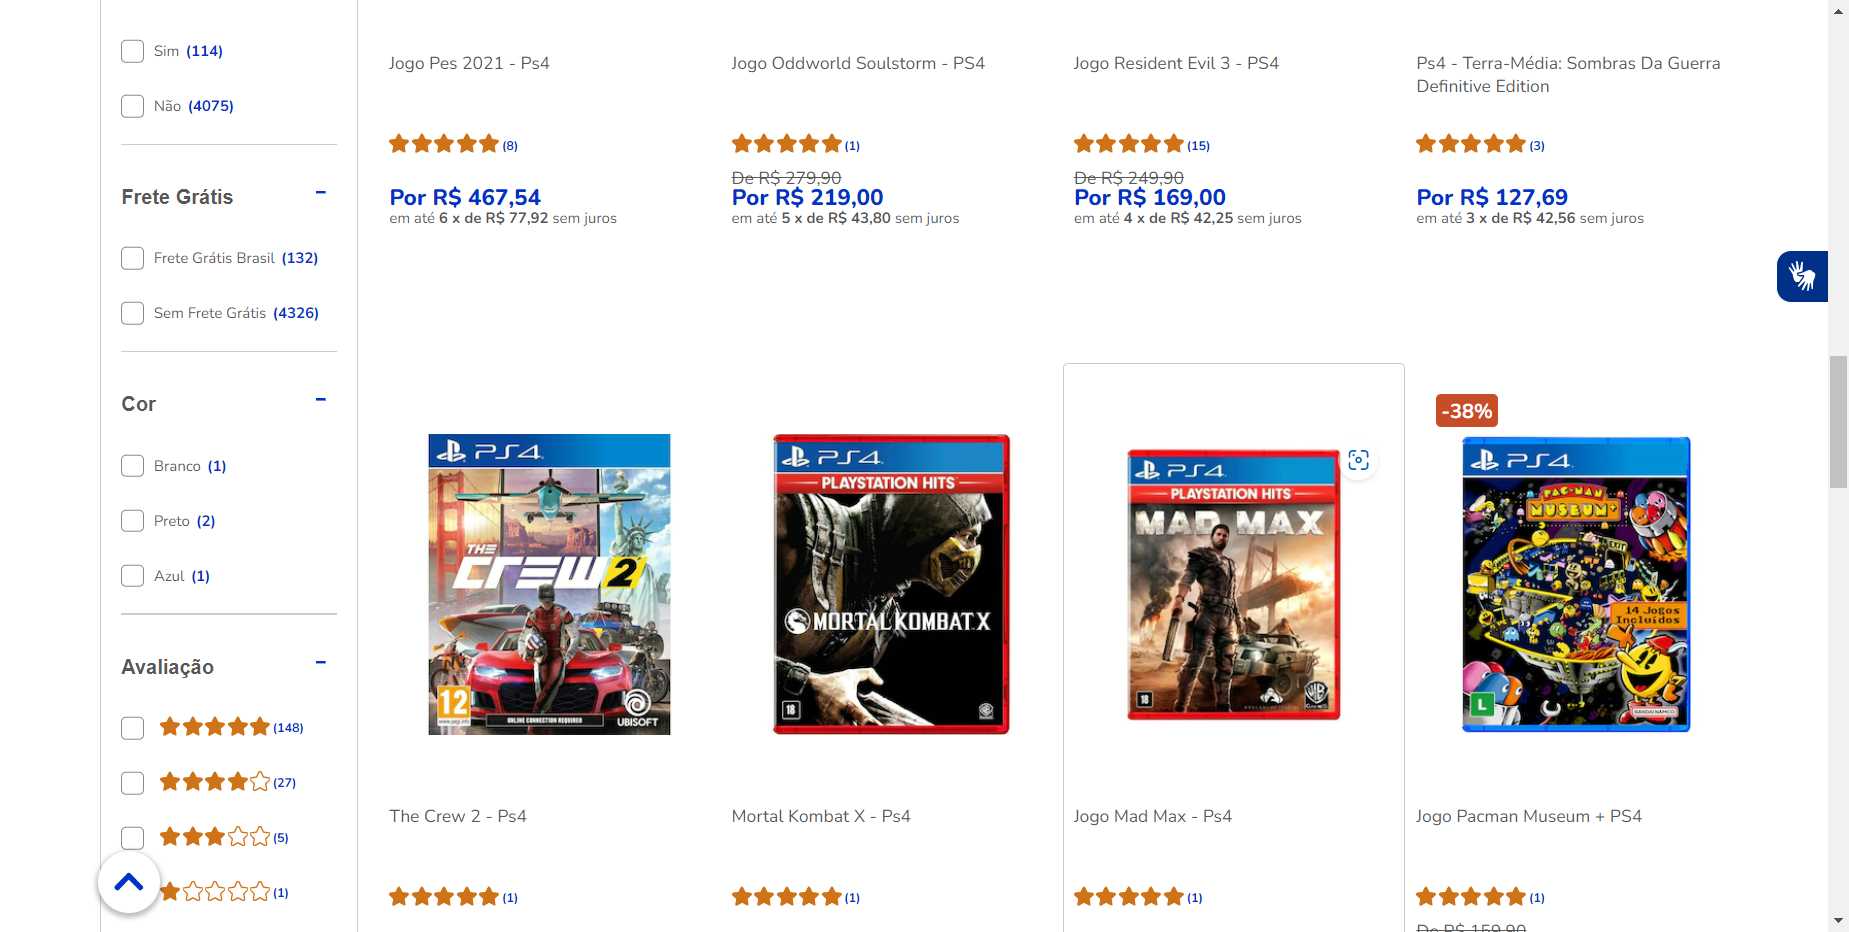 Sim (114)
Não (4075)
Frete Grátis
Frete Grátis Brasil (132)
Sem Frete Grátis (4326)
Cor
Branco (1)
Preto (2)
Azul (1)
Avaliação
(148)
(27)
(5)
(1)
Jogo Pes 2021 - Ps4
(8)
Por R$ 467,54
em até 6 x de R$ 77,92 sem juros
Jogo Oddworld Soulstorm - PS4
(1)
De R$ 279,90
Por R$ 219,00
em até 5 x de R$ 43,80 sem juros
Jogo Resident Evil 3 - PS4
(15)
De R$ 249,90
Por R$ 169,00
em até 4 x de R$ 42,25 sem juros
Ps4 - Terra-Média: Sombras Da Guerra
Definitive Edition
(3)
Por R$ 127,69
em até 3 x de R$ 42,56 sem juros
PS4
THE
CREW 2
12
ONLINE CONNECTION REQUIRED
UBISOFT
The Crew 2 - Ps4
(1)
PS4
PLAYSTATION HITS
MORTAL KOMBAT X
18
Mortal Kombat X - Ps4
(1)
PS4
PLAYSTATION HITS
MAD MAX
18
Jogo Mad Max - Ps4
(1)
-38%
PS4
PAC-MAN
MUSEUM+
EXIT
14 Jogos
Incluídos
L
BANDAI NAMCO
Jogo Pacman Museum + PS4
(1)
De R$ 159,90